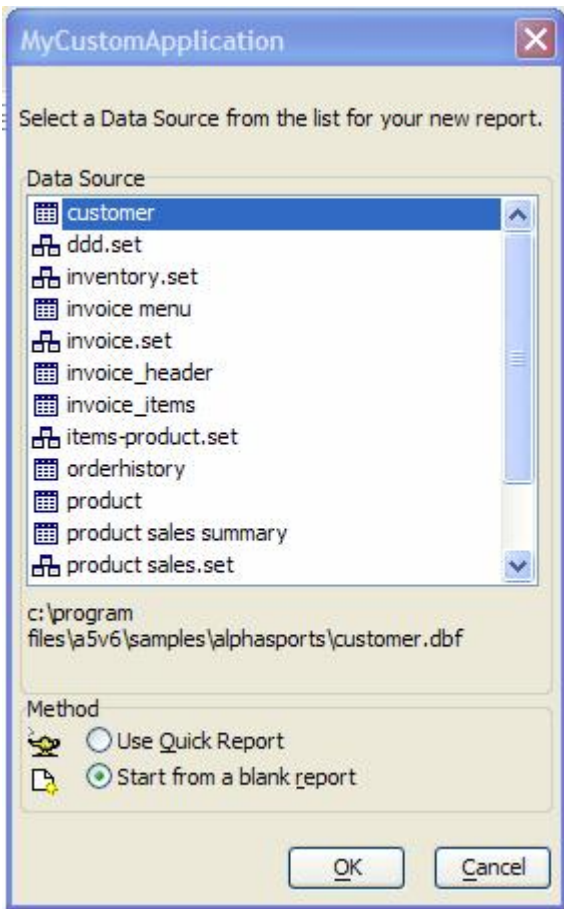 MyCustomApplication
Select a Data Source from the list for your new report.
Data Source
customer
ddd.set
inventory.set
invoice menu
invoice.set
invoice_header
invoice_items
items-product.set
orderhistory
product
product sales summary
product sales.set
c:\program
files\a5v6\samples\alphasports\customer.dbf
Method
Use Quick Report
Start from a blank report
OK
Cancel